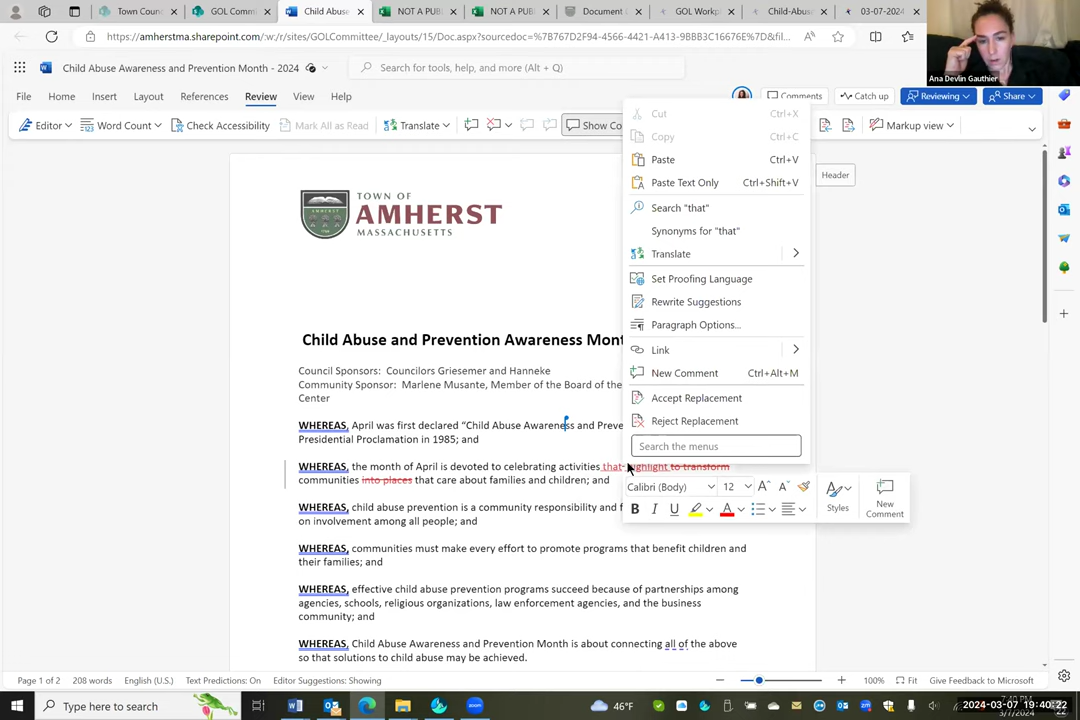 Town Counc
GOL Commi
Child Abuse
NOT A PUB
NOT A PUB
Document
GOL Workp
Child-Abus
03-07-2024
https://amherstma.sharepoint.com/:w:/r/sites/GOLCommittee/_layouts/15/Doc.aspx?sourcedoc=%7B767D2F94-4566-4421-A413-9BBB3C16676E%7D&fil...
Ana Devlin Gauthier
Child Abuse Awareness and Prevention Month - 2024
Search for tools, help, and more (Alt + Q)
File Home Insert Layout References Review View Help
Comments Catch up Reviewing Share
Editor Word Count Check Accessibility Mark All as Read Translate Show Co
Markup view
Header
Cut Ctrl+X
Copy Ctrl+C
Paste Ctrl+V
Paste Text Only Ctrl+Shift+V
Search "that"
Synonyms for "that"
Translate
Set Proofing Language
Rewrite Suggestions
Paragraph Options...
Link
New Comment Ctrl+Alt+M
Accept Replacement
Reject Replacement
Search the menus
Calibri (Body) 12
B I U A
Styles
New
Comment
TOWN OF
AMHERST
MASSACHUSETTS
Child Abuse and Prevention Awareness Mont
Council Sponsors: Councilors Griesemer and Hanneke
Community Sponsor: Marlene Musante, Member of the Board of the
Center
WHEREAS, April was first declared “Child Abuse Awareness and Preve
Presidential Proclamation in 1985; and
WHEREAS, the month of April is devoted to celebrating activities that highlight to transform
communities into places that care about families and children; and
WHEREAS, child abuse prevention is a community responsibility and f
on involvement among all people; and
WHEREAS, communities must make every effort to promote programs that benefit children and
their families; and
WHEREAS, effective child abuse prevention programs succeed because of partnerships among
agencies, schools, religious organizations, law enforcement agencies, and the business
community; and
WHEREAS, Child Abuse Awareness and Prevention Month is about connecting all of the above
so that solutions to child abuse may be achieved.
Page 1 of 2 208 words English (U.S.) Text Predictions: On Editor Suggestions: Showing
100% Fit Give Feedback to Microsoft
Type here to search
46°F
2024-03-07 19:40:22